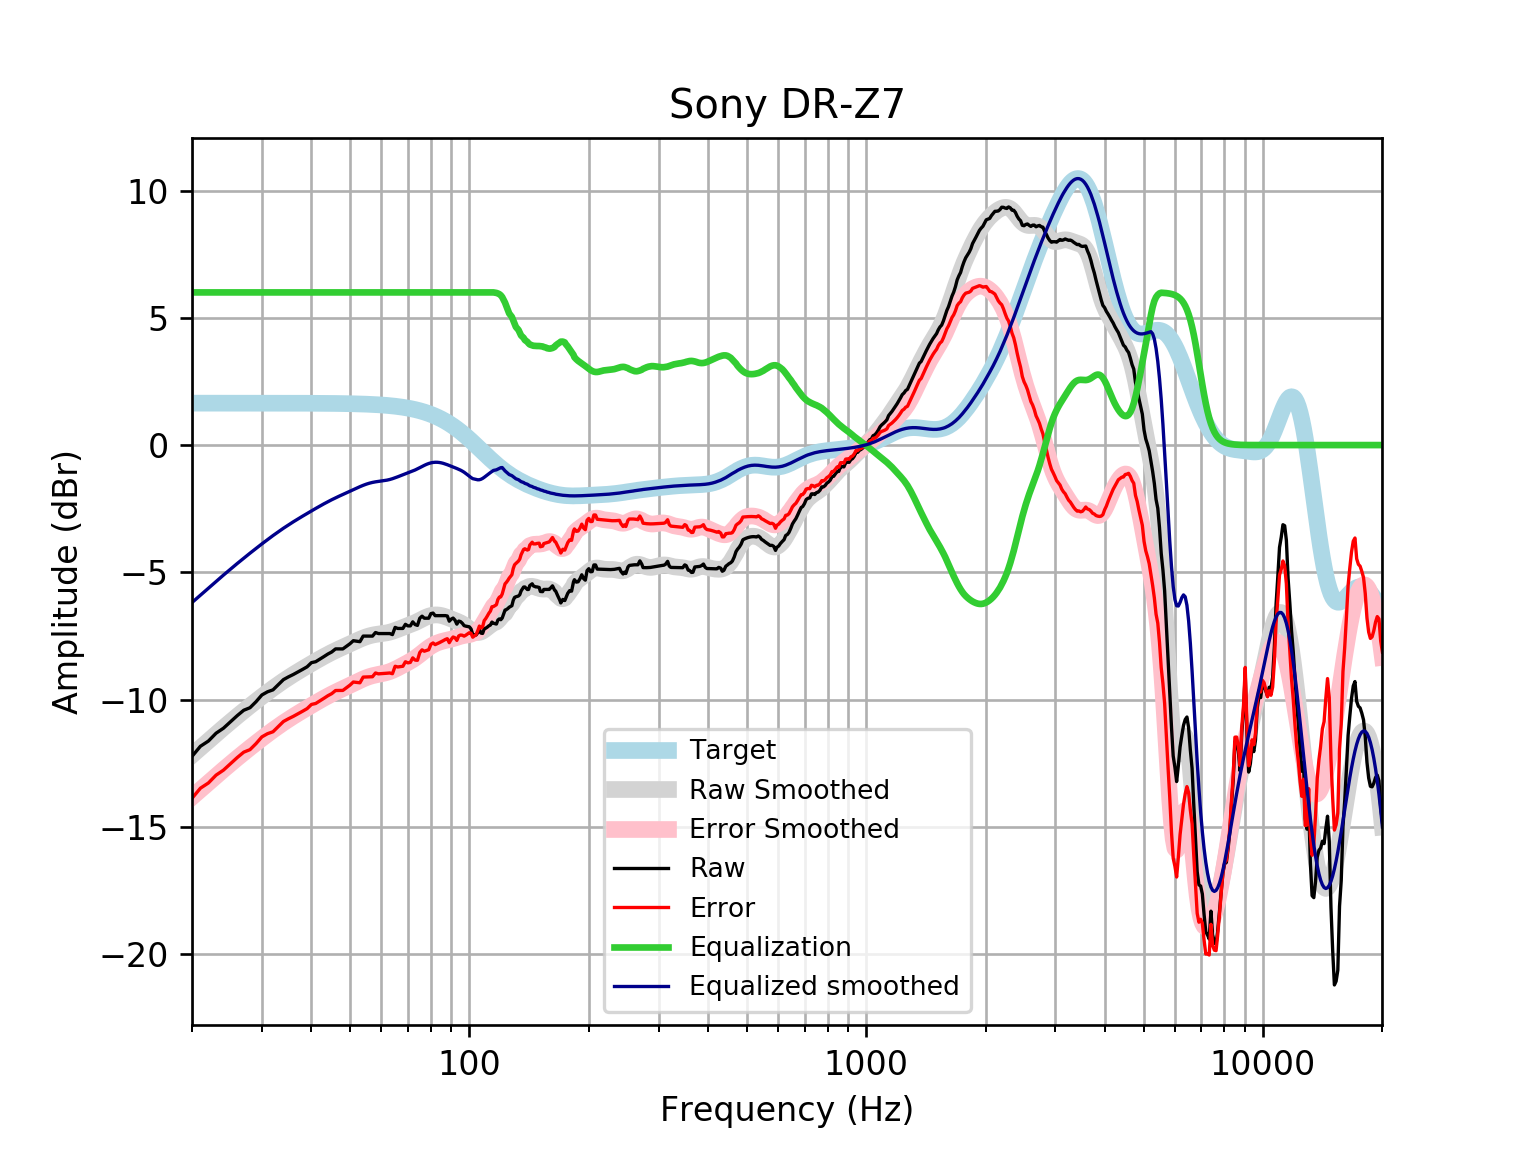 Sony DR-Z7
10
5
0
−5
−10
−15
−20
Amplitude (dBr)
Target
Raw Smoothed
Error Smoothed
Raw
Error
Equalization
Equalized smoothed
100
1000
10000
Frequency (Hz)